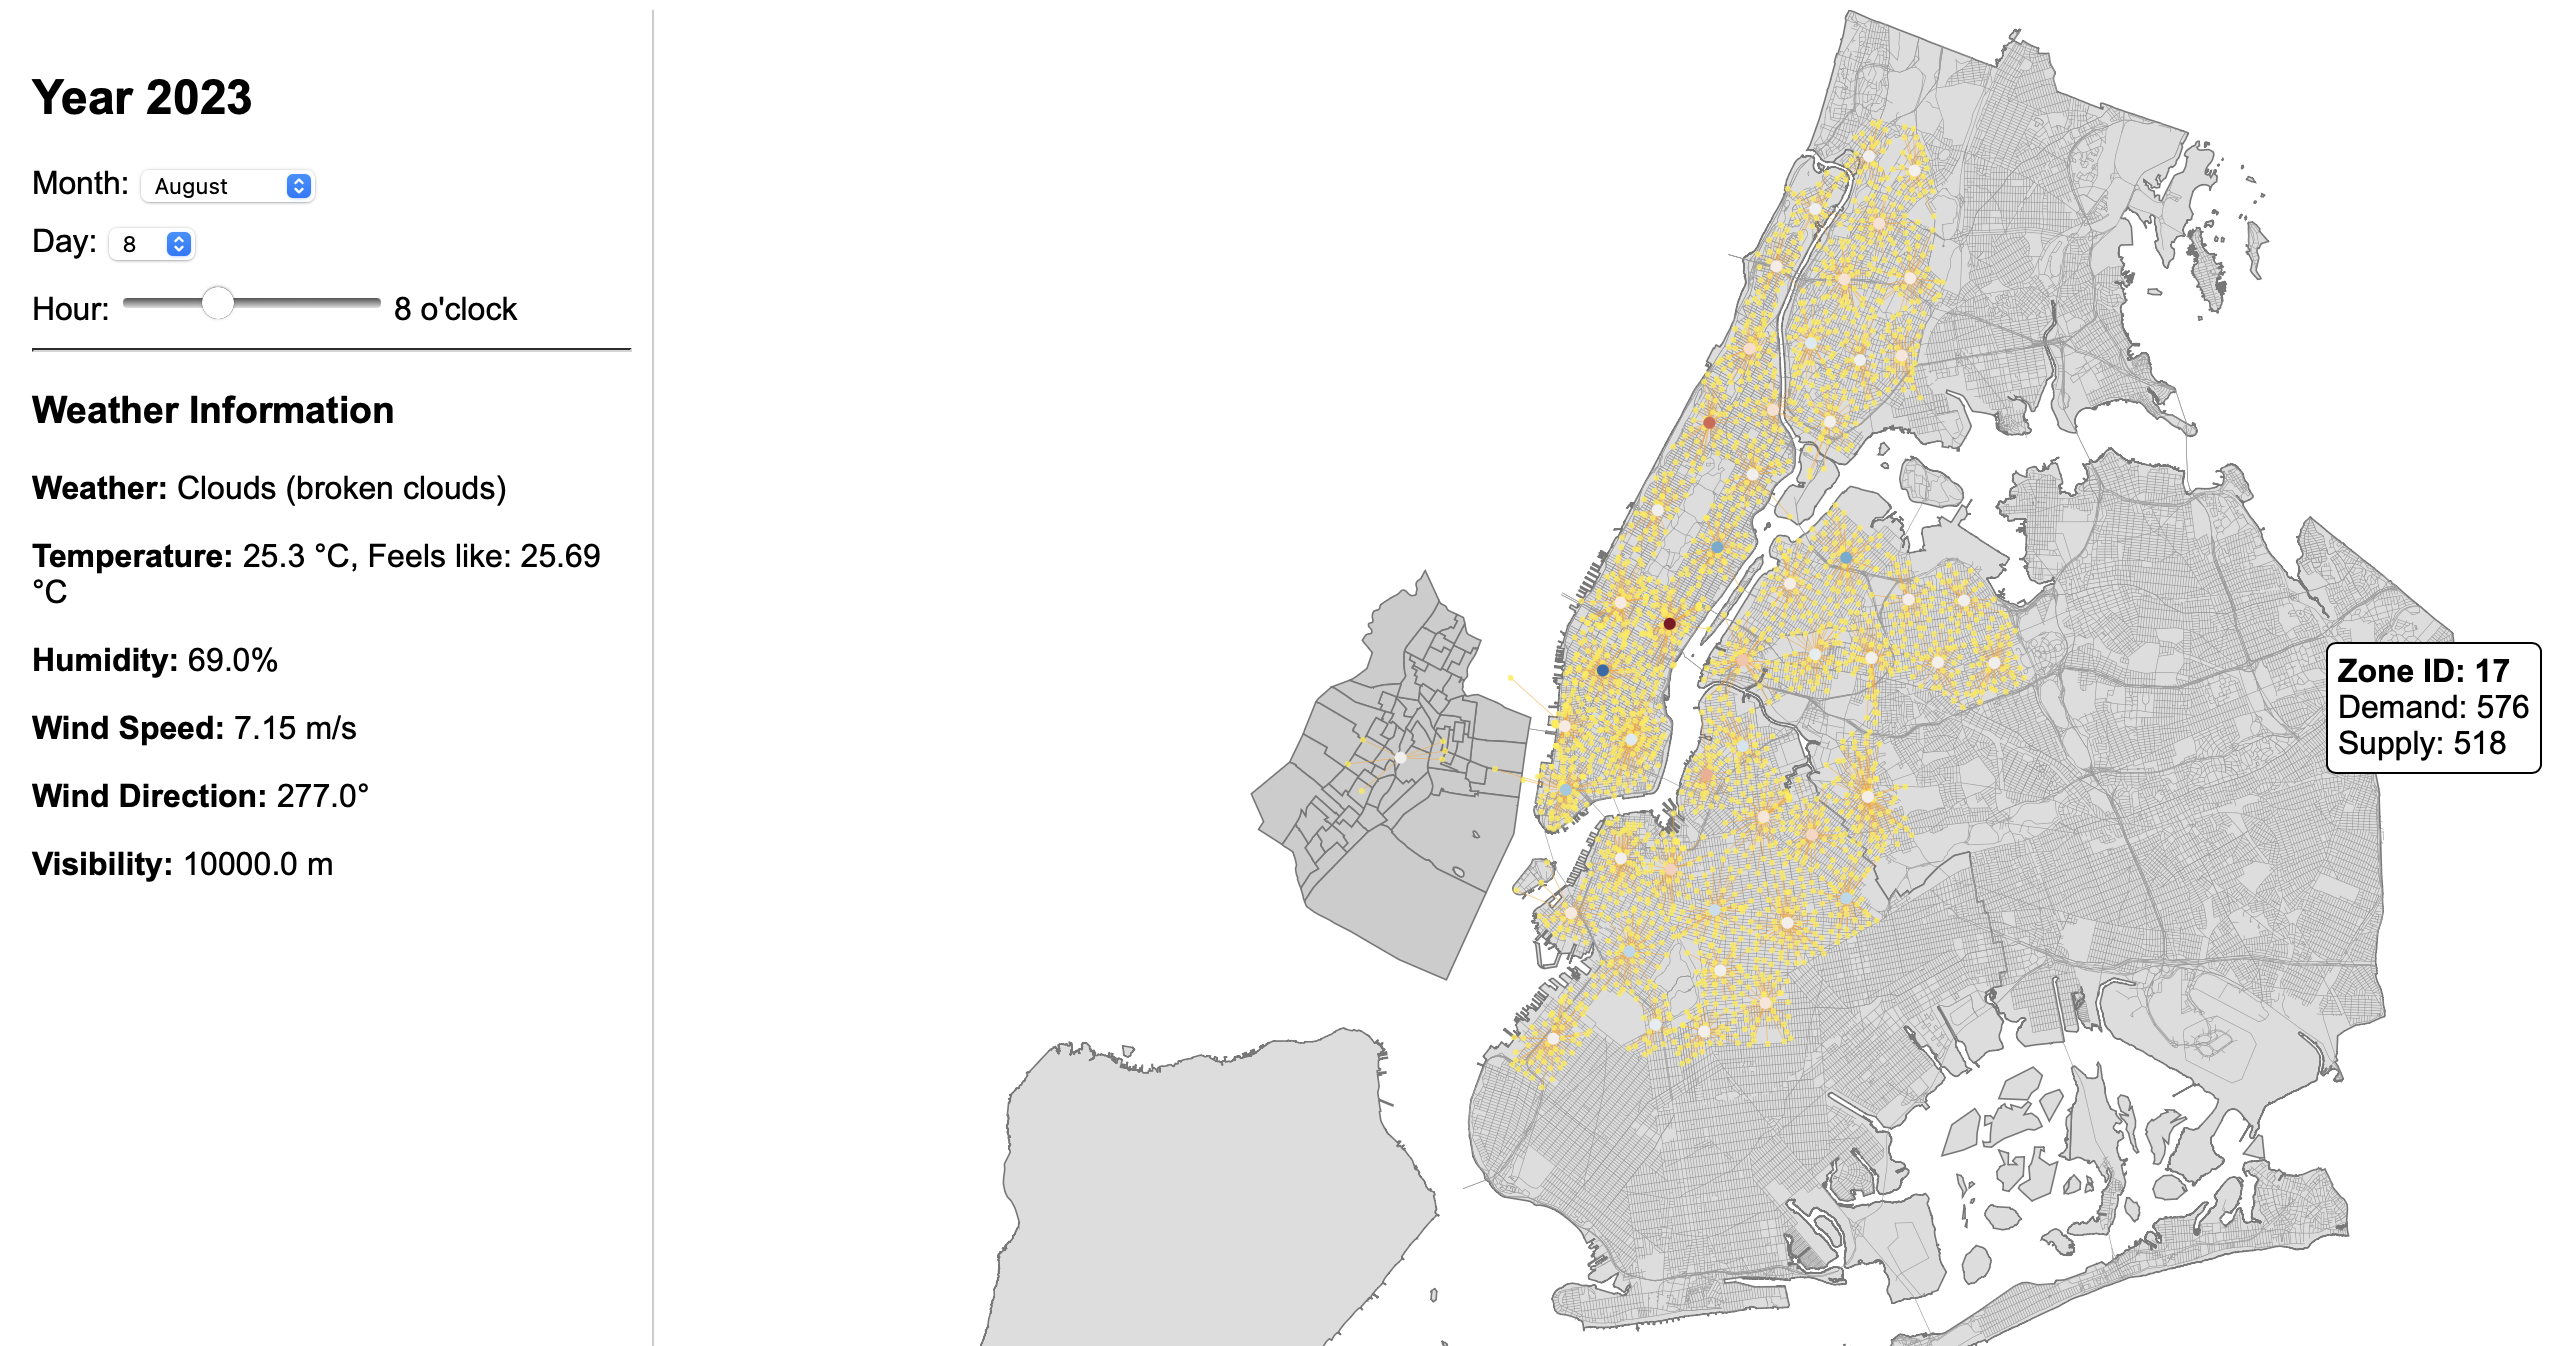 Year 2023
Month: August
Day: 8
Hour: 8 o'clock
Weather Information
Weather: Clouds (broken clouds)
Temperature: 25.3 °C, Feels like: 25.69
°C
Humidity: 69.0%
Wind Speed: 7.15 m/s
Wind Direction: 277.0°
Visibility: 10000.0 m
Zone ID: 17
Demand: 576
Supply: 518